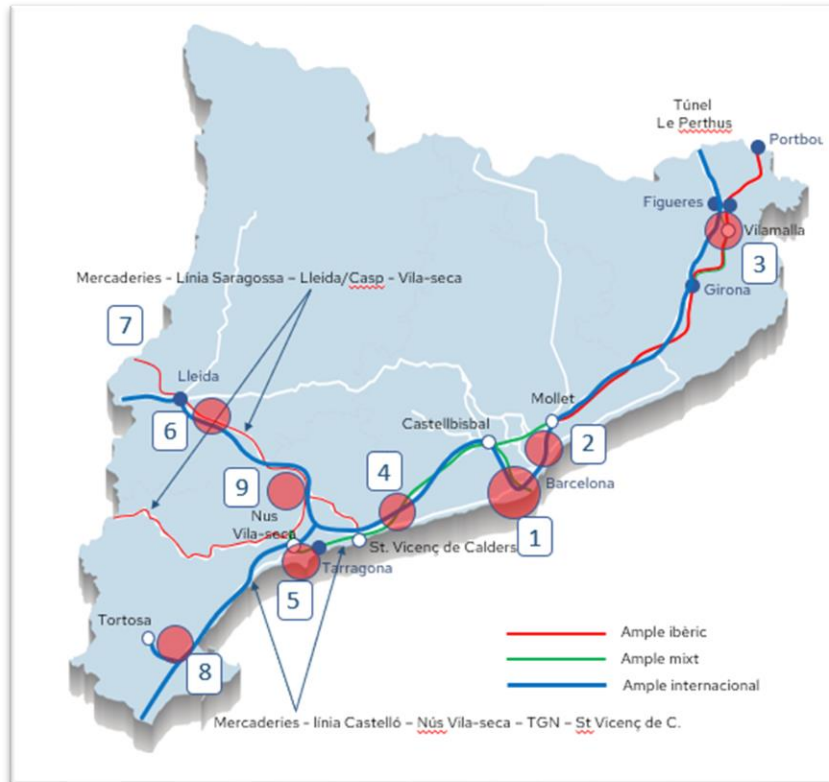 Túnel
Le Perthus
Portbou
Figueres
Vilamalla
3
Girona
Mercaderies - Línia Saragossa – Lleida/Casp - Vila-seca
7
Lleida
6
Mollet
Castellbisbal
2
4
Barcelona
9
Nus
Vila-seca
1
St. Vicenç de Calders
Tarragona
5
Tortosa
8
Ample ibèric
Ample mixt
Ample internacional
Mercaderies - línia Castelló – Nús Vila-seca – TGN – St Vicenç de C.